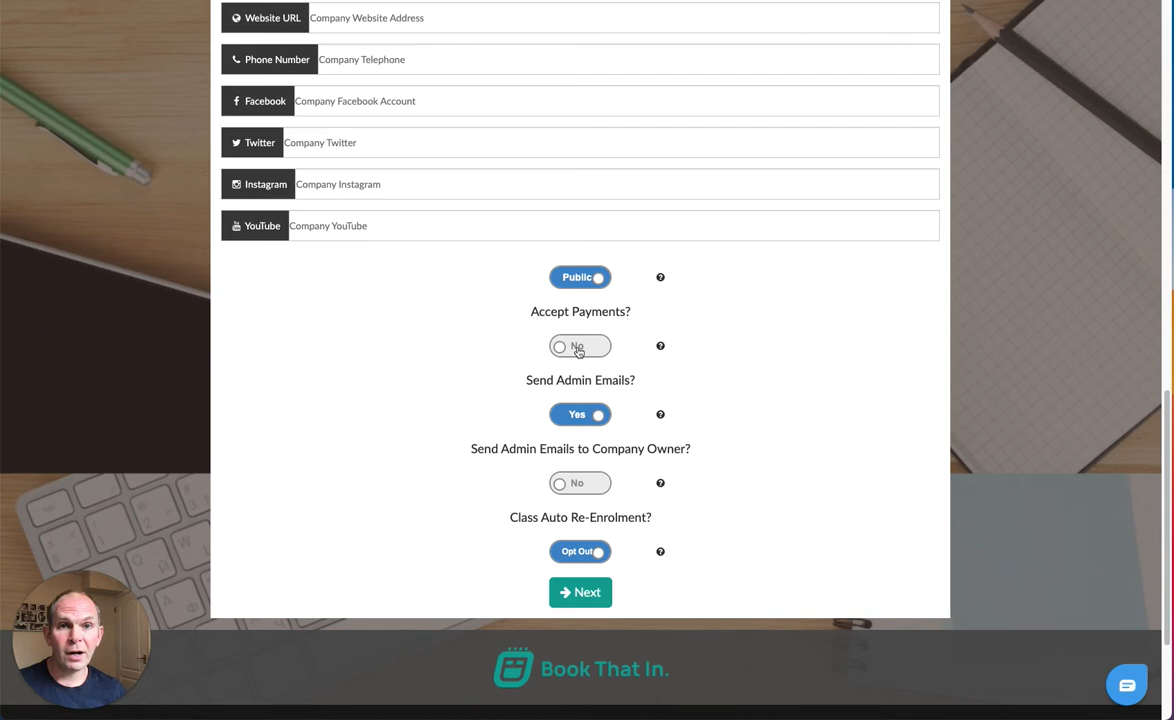 Website URL Company Website Address
Phone Number Company Telephone
Facebook Company Facebook Account
Twitter Company Twitter
Instagram Company Instagram
YouTube Company YouTube
Public
Accept Payments?
No
Send Admin Emails?
Yes
Send Admin Emails to Company Owner?
No
Class Auto Re-Enrolment?
Opt Out
Next
Book That In.